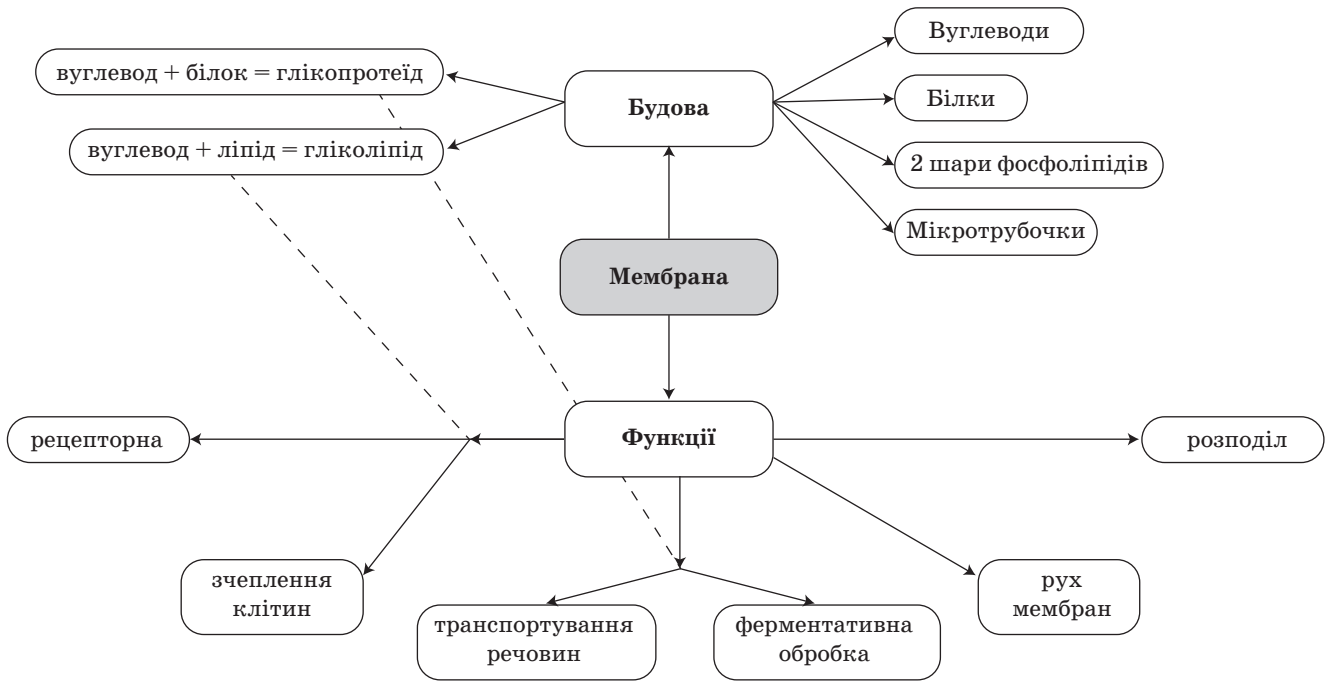 Вуглеводи
вуглевод + білок = глікопротеїд
Будова
Білки
вуглевод + ліпід = гліколіпід
2 шари фосфоліпідів
Мікротрубочки
Мембрана
рецепторна
Функції
розподіл
зчеплення
клітин
транспортування
речовин
ферментативна
обробка
рух
мембран